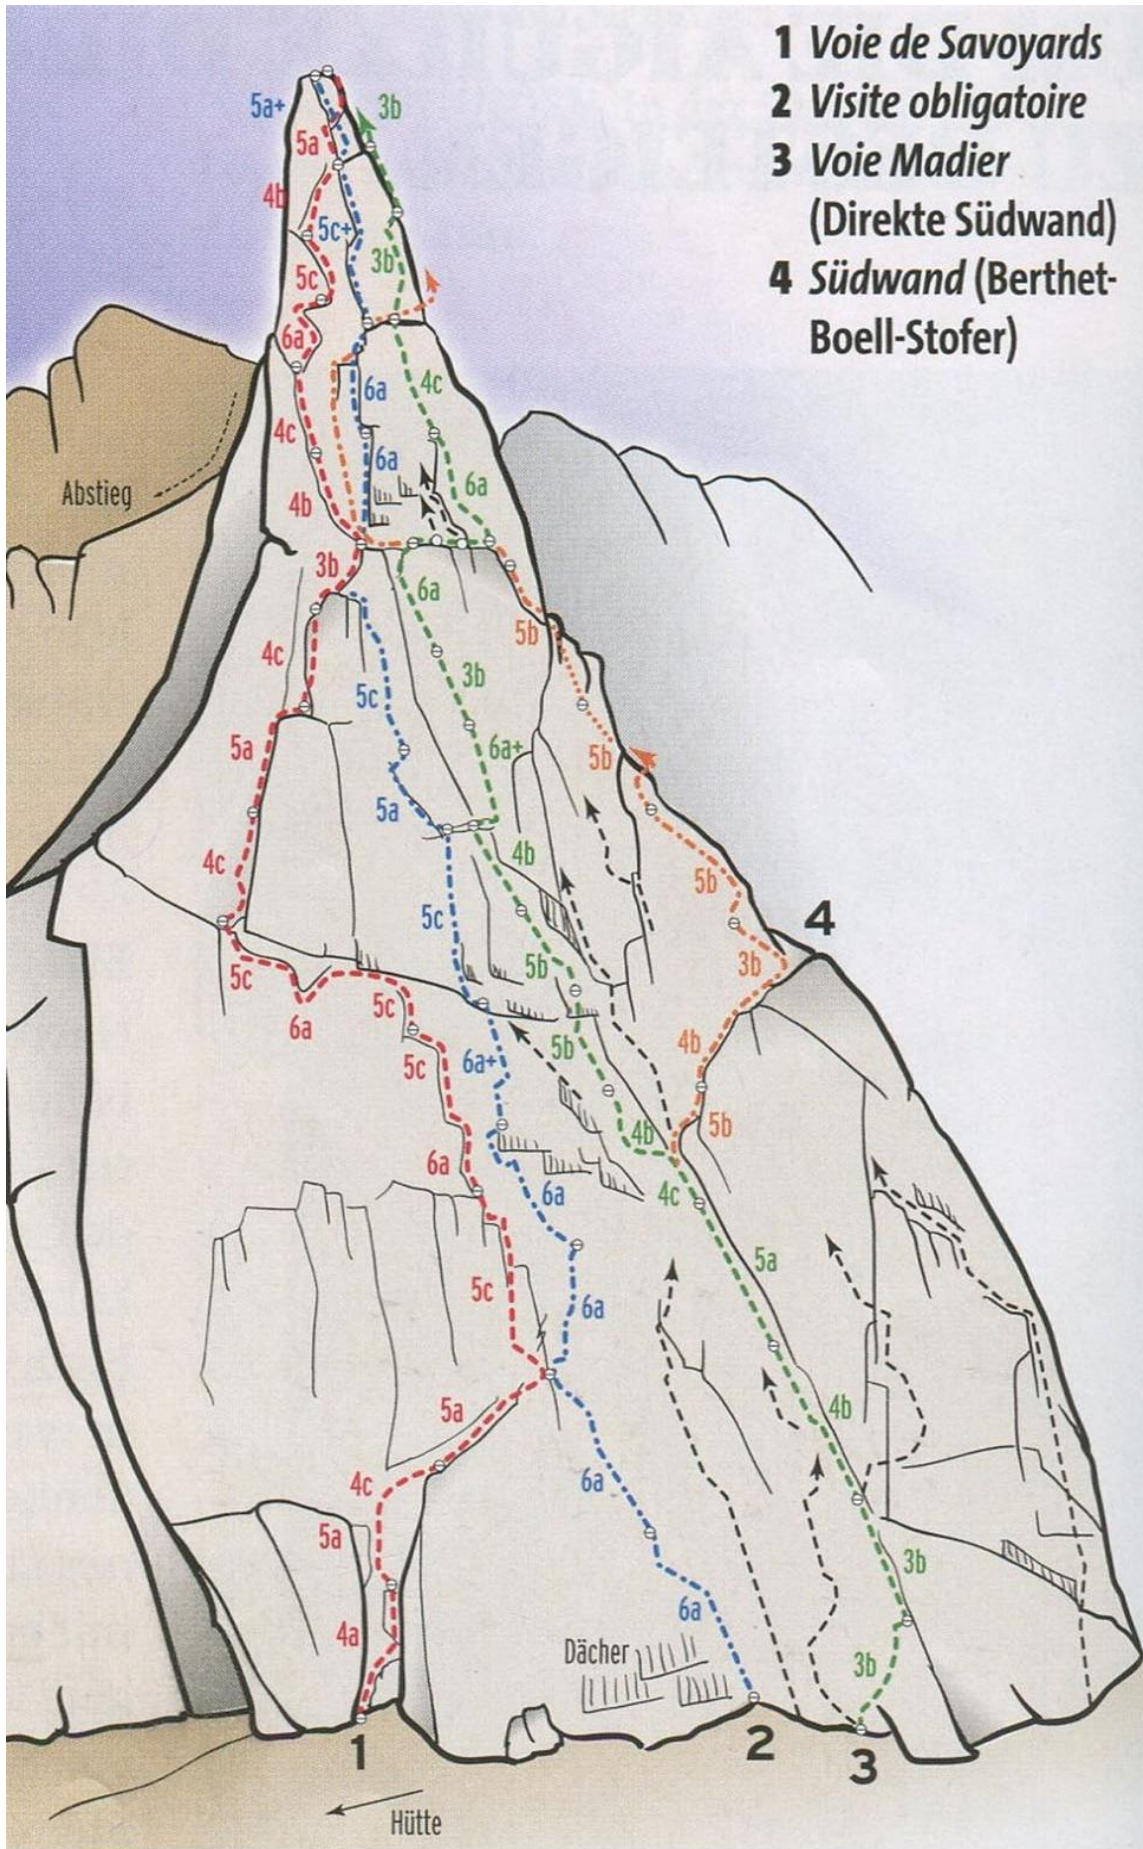 1 Voie de Savoyards
2 Visite obligatoire
3 Voie Madier
(Direkte Südwand)
4 Südwand (Berthet-
Boell-Stofer)
5a+
3b
5a
4b
5c+
3b
5c
6a
6a
4c
4c
6a
6a
Abstieg
4b
3b
6a
5b
4c
3b
5c
5a
6a+
5b
5a
4b
4c
5b
5c
4
5b
3b
5c
6a
5c
5b
4b
5c
6a+
4b
5b
6a
6a
4c
5a
5c
6a
5a
4b
4c
6a
5a
3b
6a
4a
Dächer
3b
1
2
3
Hütte